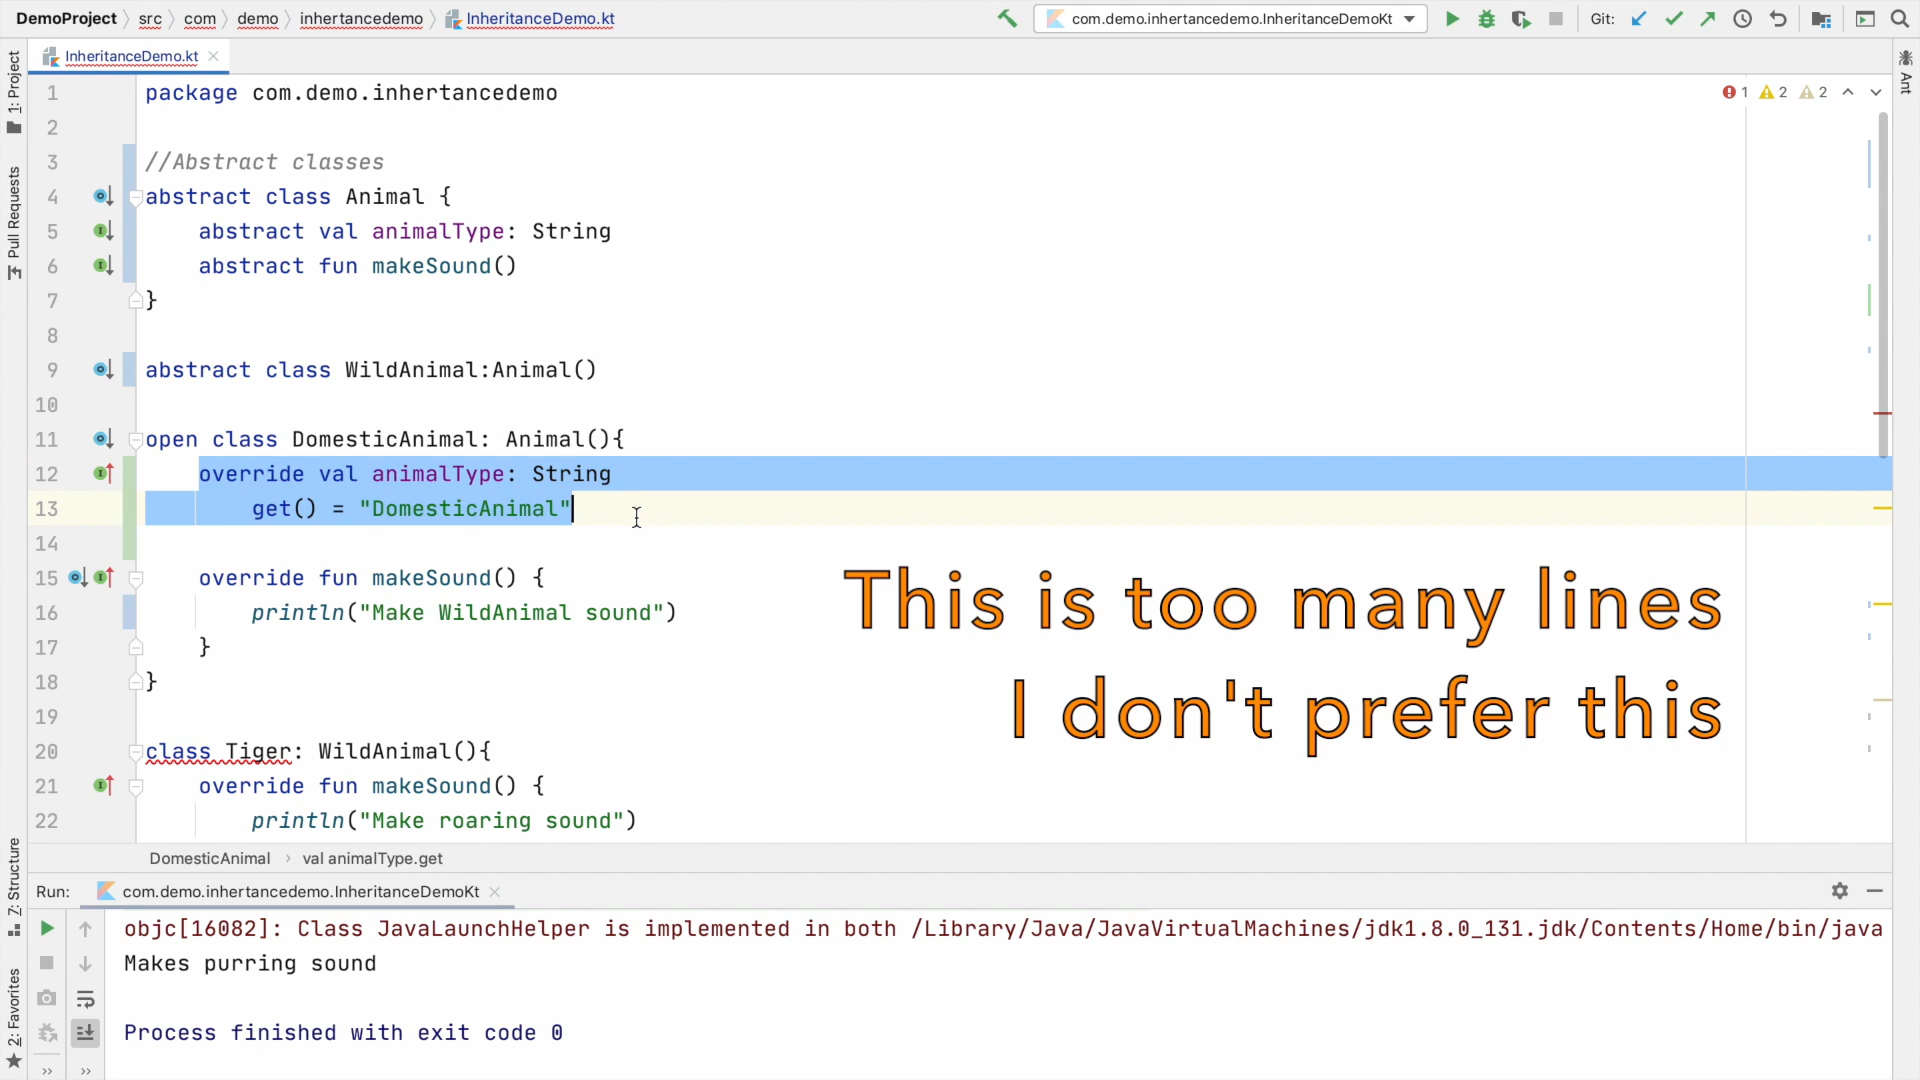 DemoProject src com demo inhertancedemo InheritanceDemo.kt com.demo.inhertancedemo.InheritanceDemoKt Git:
InheritanceDemo.kt
1: Project
Pull Requests
Z: Structure
2: Favorites
Ant
1 2 2
1 package com.demo.inhertancedemo
2
3 //Abstract classes
4 abstract class Animal {
5 abstract val animalType: String
6 abstract fun makeSound()
7 }
8
9 abstract class WildAnimal:Animal()
10
11 open class DomesticAnimal: Animal(){
12 override val animalType: String
13 get() = "DomesticAnimal"
14
15 override fun makeSound() {
16 println("Make WildAnimal sound")
17 }
18 }
19
20 class Tiger: WildAnimal(){
21 override fun makeSound() {
22 println("Make roaring sound")
This is too many lines
I don't prefer this
DomesticAnimal › val animalType.get
Run: com.demo.inhertancedemo.InheritanceDemoKt
objc[16082]: Class JavaLaunchHelper is implemented in both /Library/Java/JavaVirtualMachines/jdk1.8.0_131.jdk/Contents/Home/bin/java
Makes purring sound
Process finished with exit code 0